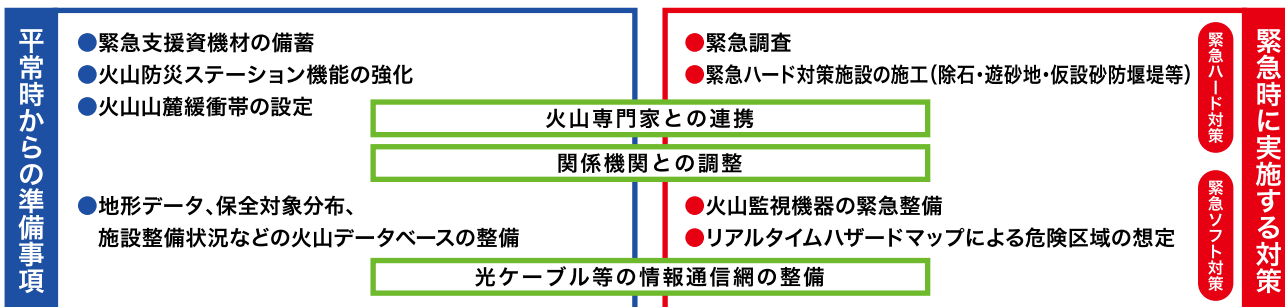 平常時からの準備事項
●緊急支援資機材の備蓄
●火山防災ステーション機能の強化
●火山山麓緩衝帯の設定
●地形データ、保全対象分布、
施設整備状況などの火山データベースの整備
火山専門家との連携
関係機関との調整
光ケーブル等の情報通信網の整備
●緊急調査
●緊急ハード対策施設の施工(除石・遊砂地・仮設砂防堰堤等)
●火山監視機器の緊急整備
●リアルタイムハザードマップによる危険区域の想定
緊急ハード対策
緊急ソフト対策
緊急時に実施する対策